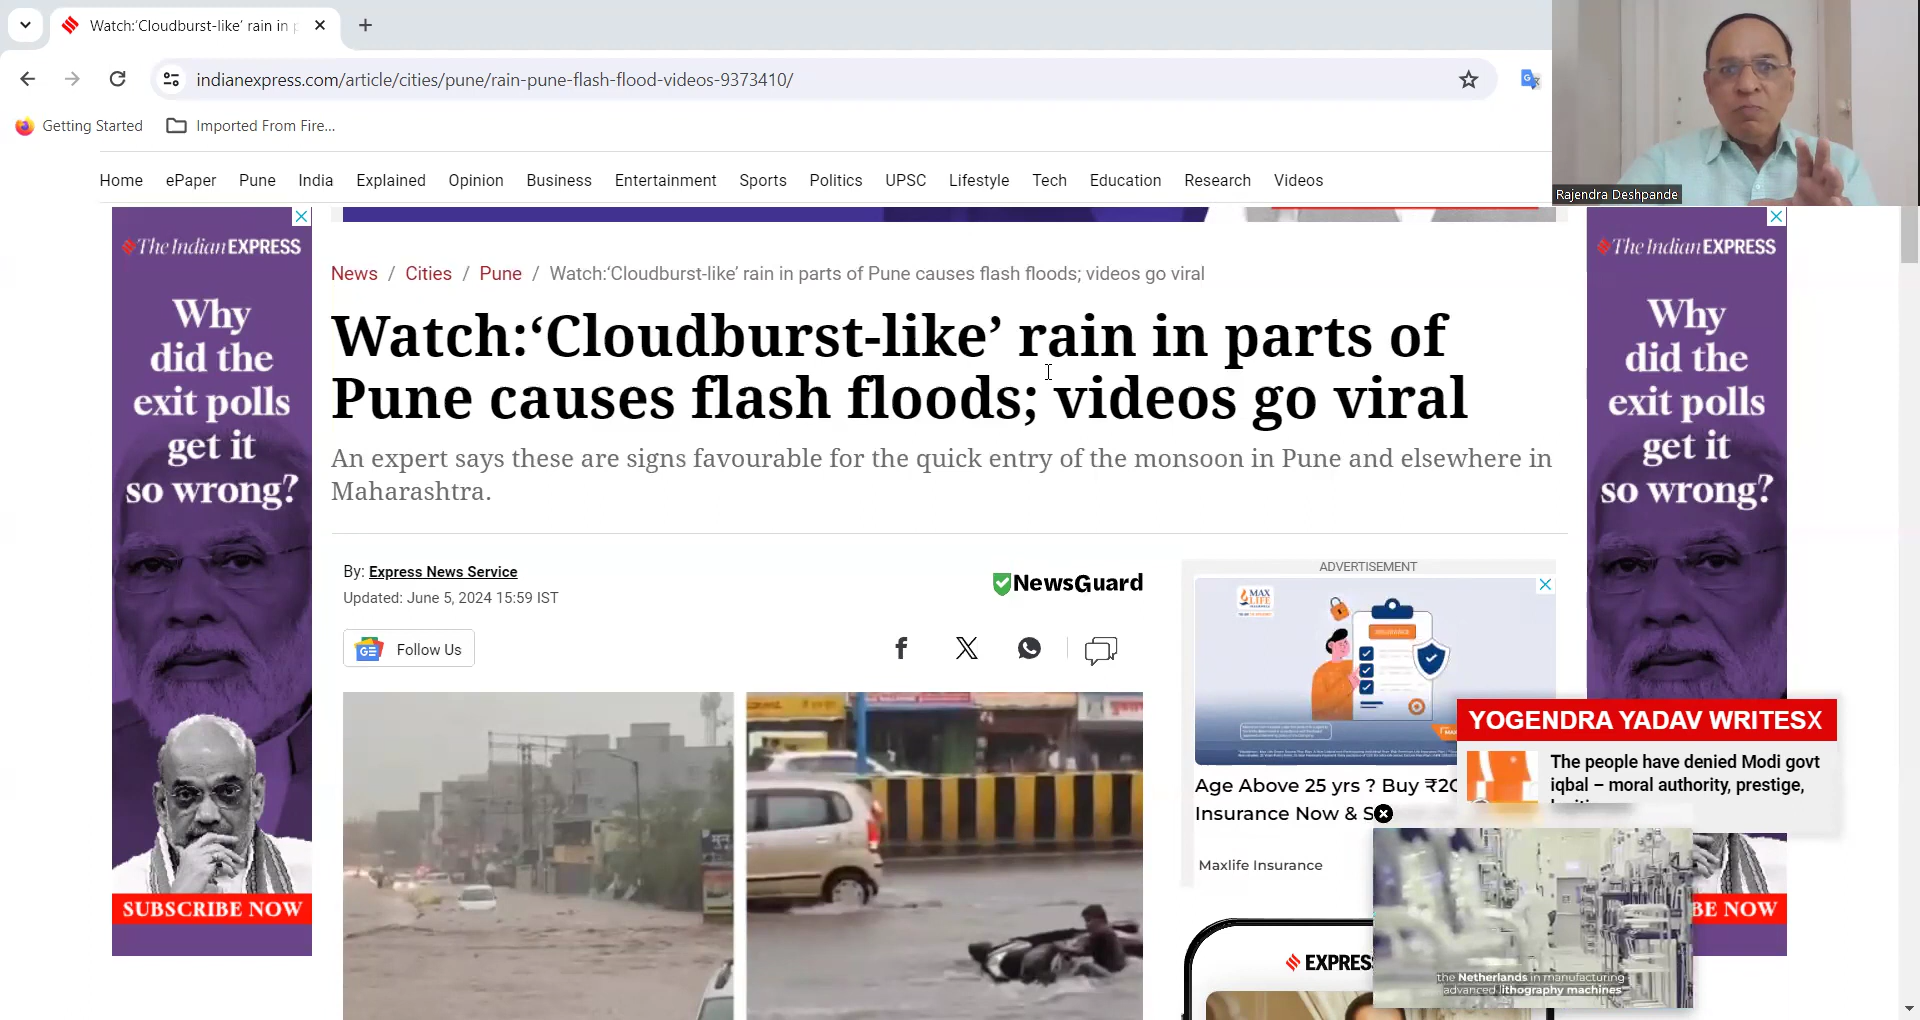 Watch:‘Cloudburst-like’ rain in p
indianexpress.com/article/cities/pune/rain-pune-flash-flood-videos-9373410/
Getting Started
Imported From Fire...
Rajendra Deshpande
Home ePaper Pune India Explained Opinion Business Entertainment Sports Politics UPSC Lifestyle Tech Education Research Videos
The Indian EXPRESS
Why
did the
exit polls
get it
so wrong?
SUBSCRIBE NOW
News / Cities / Pune / Watch:‘Cloudburst-like’ rain in parts of Pune causes flash floods; videos go viral
Watch:‘Cloudburst-like’ rain in parts of
Pune causes flash floods; videos go viral
An expert says these are signs favourable for the quick entry of the monsoon in Pune and elsewhere in
Maharashtra.
By: Express News Service
Updated: June 5, 2024 15:59 IST
NewsGuard
GE Follow Us
ADVERTISEMENT
MAX
LIFE
INSURANCE
Age Above 25 yrs ? Buy ₹2C
Insurance Now & S
Maxlife Insurance
EXPRESS
The Indian EXPRESS
Why
did the
exit polls
get it
so wrong?
YOGENDRA YADAV WRITES X
The people have denied Modi govt
iqbal – moral authority, prestige,
the Netherlands in manufacturing
advanced lithography machines
BE NOW